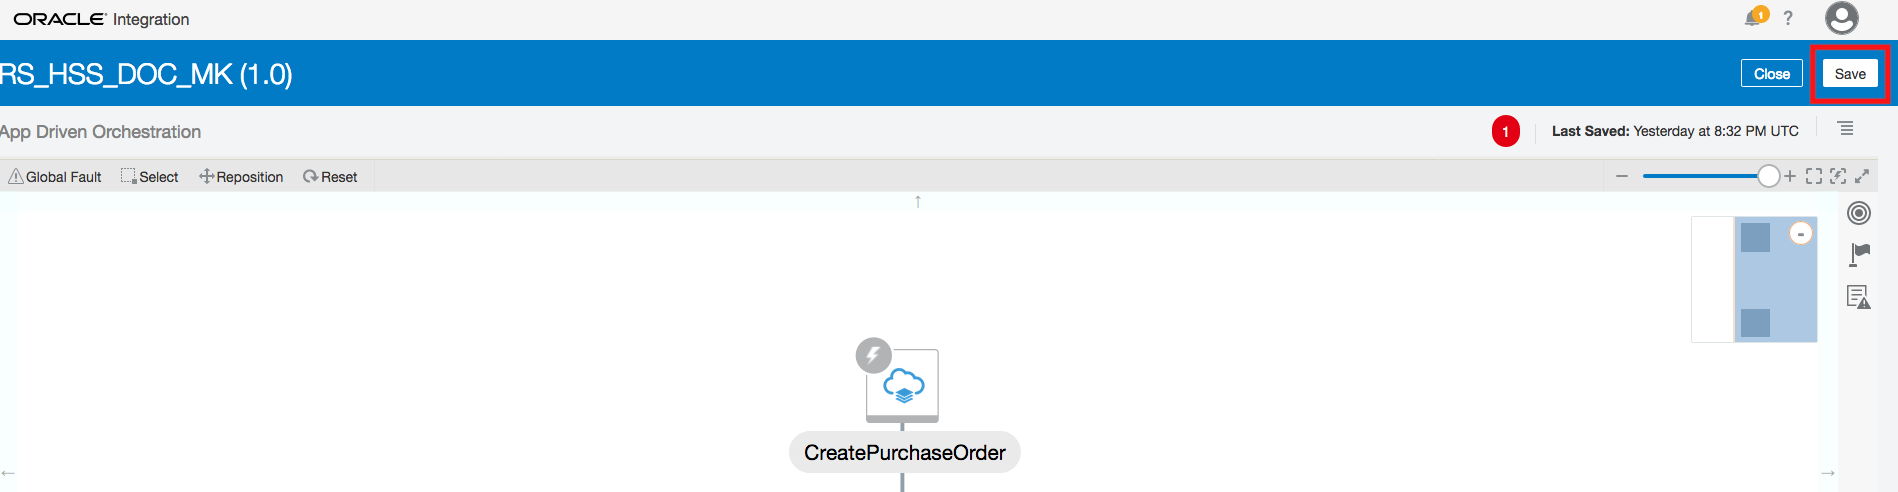 ORACLE Integration
1
?
RS_HSS_DOC_MK (1.0)
Close
Save
App Driven Orchestration
1
Last Saved: Yesterday at 8:32 PM UTC
Global Fault
Select
Reposition
Reset
CreatePurchaseOrder